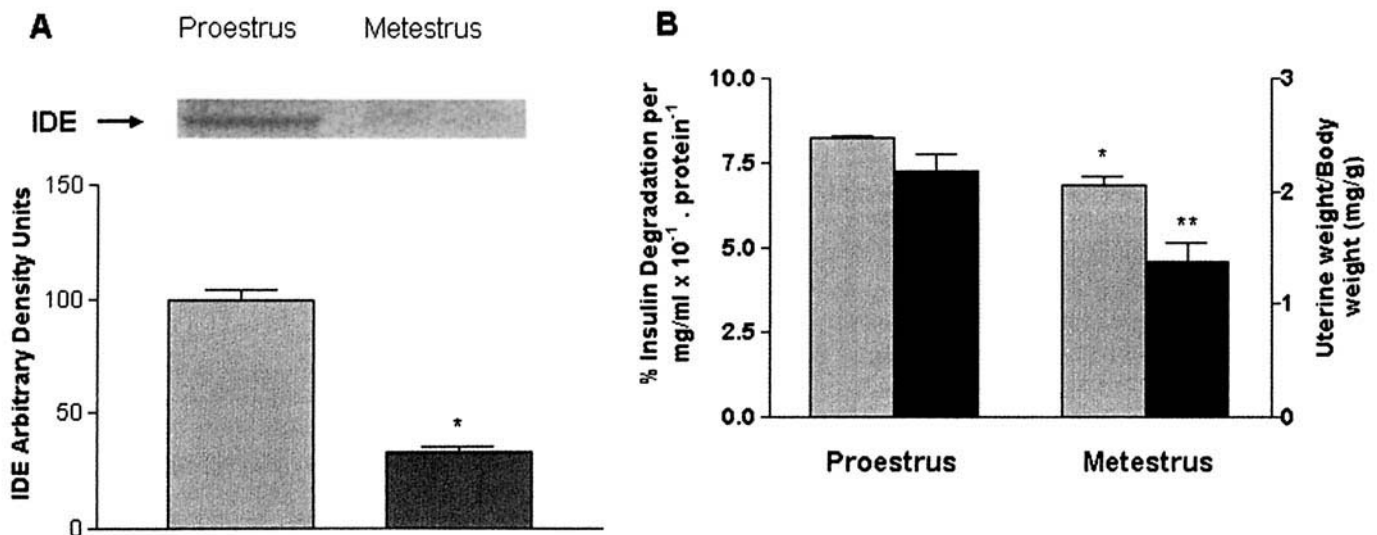 A
Proestrus Metestrus
IDE
IDE Arbitrary Density Units
150
100
50
0
*
B
% Insulin Degradation per
mg/ml x 10⁻¹ . protein⁻¹
10.0
7.5
5.0
2.5
0.0
*
**
3
2
1
0
Uterine weight/Body
weight (mg/g)
Proestrus Metestrus